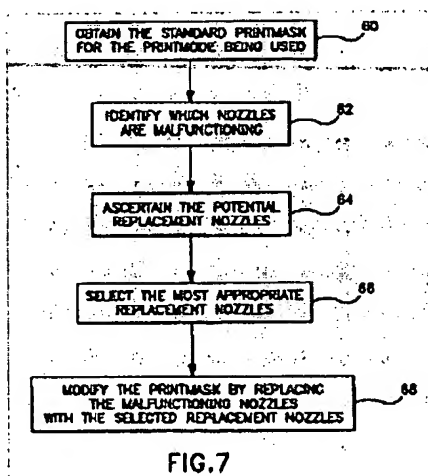 OBTAIN THE STANDARD PRINTMASK
FOR THE PRINTMODE BEING USED
60
IDENTIFY WHICH NOZZLES
ARE MALFUNCTIONING
62
ASCERTAIN THE POTENTIAL
REPLACEMENT NOZZLES
64
SELECT THE MOST APPROPRIATE
REPLACEMENT NOZZLES
66
MODIFY THE PRINTMASK BY REPLACING
THE MALFUNCTIONING NOZZLES
WITH THE SELECTED REPLACEMENT NOZZLES
68
FIG.7